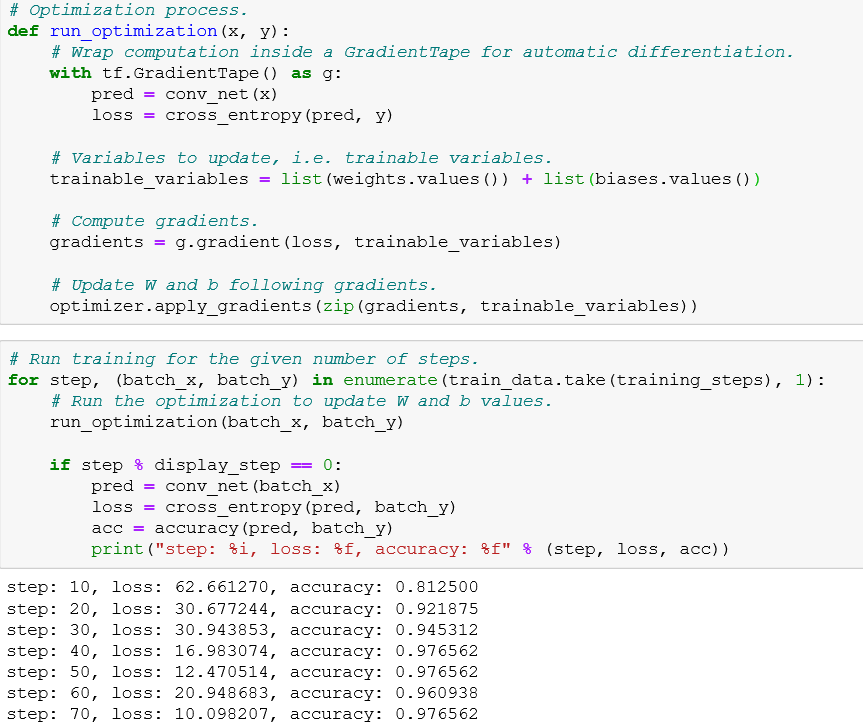 # Optimization process.
def run_optimization(x, y):
    # Wrap computation inside a GradientTape for automatic differentiation.
    with tf.GradientTape() as g:
        pred = conv_net(x)
        loss = cross_entropy(pred, y)
    # Variables to update, i.e. trainable variables.
    trainable_variables = list(weights.values()) + list(biases.values())
    # Compute gradients.
    gradients = g.gradient(loss, trainable_variables)
    # Update W and b following gradients.
    optimizer.apply_gradients(zip(gradients, trainable_variables))
# Run training for the given number of steps.
for step, (batch_x, batch_y) in enumerate(train_data.take(training_steps), 1):
    # Run the optimization to update W and b values.
    run_optimization(batch_x, batch_y)
    if step % display_step == 0:
        pred = conv_net(batch_x)
        loss = cross_entropy(pred, batch_y)
        acc = accuracy(pred, batch_y)
        print("step: %i, loss: %f, accuracy: %f" % (step, loss, acc))
step: 10, loss: 62.661270, accuracy: 0.812500
step: 20, loss: 30.677244, accuracy: 0.921875
step: 30, loss: 30.943853, accuracy: 0.945312
step: 40, loss: 16.983074, accuracy: 0.976562
step: 50, loss: 12.470514, accuracy: 0.976562
step: 60, loss: 20.948683, accuracy: 0.960938
step: 70, loss: 10.098207, accuracy: 0.976562